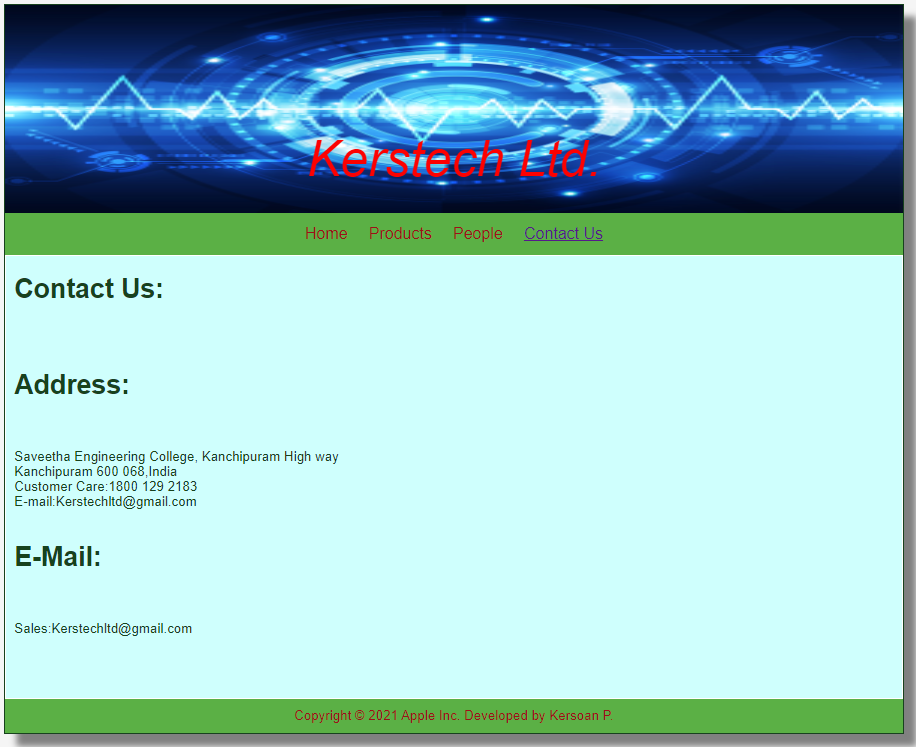 Kerstech Ltd.
Home Products People Contact Us
Contact Us:
Address:
Saveetha Engineering College, Kanchipuram High way
Kanchipuram 600 068,India
Customer Care:1800 129 2183
E-mail:Kerstechltd@gmail.com
E-Mail:
Sales:Kerstechltd@gmail.com
Copyright © 2021 Apple Inc. Developed by Kersoan P.